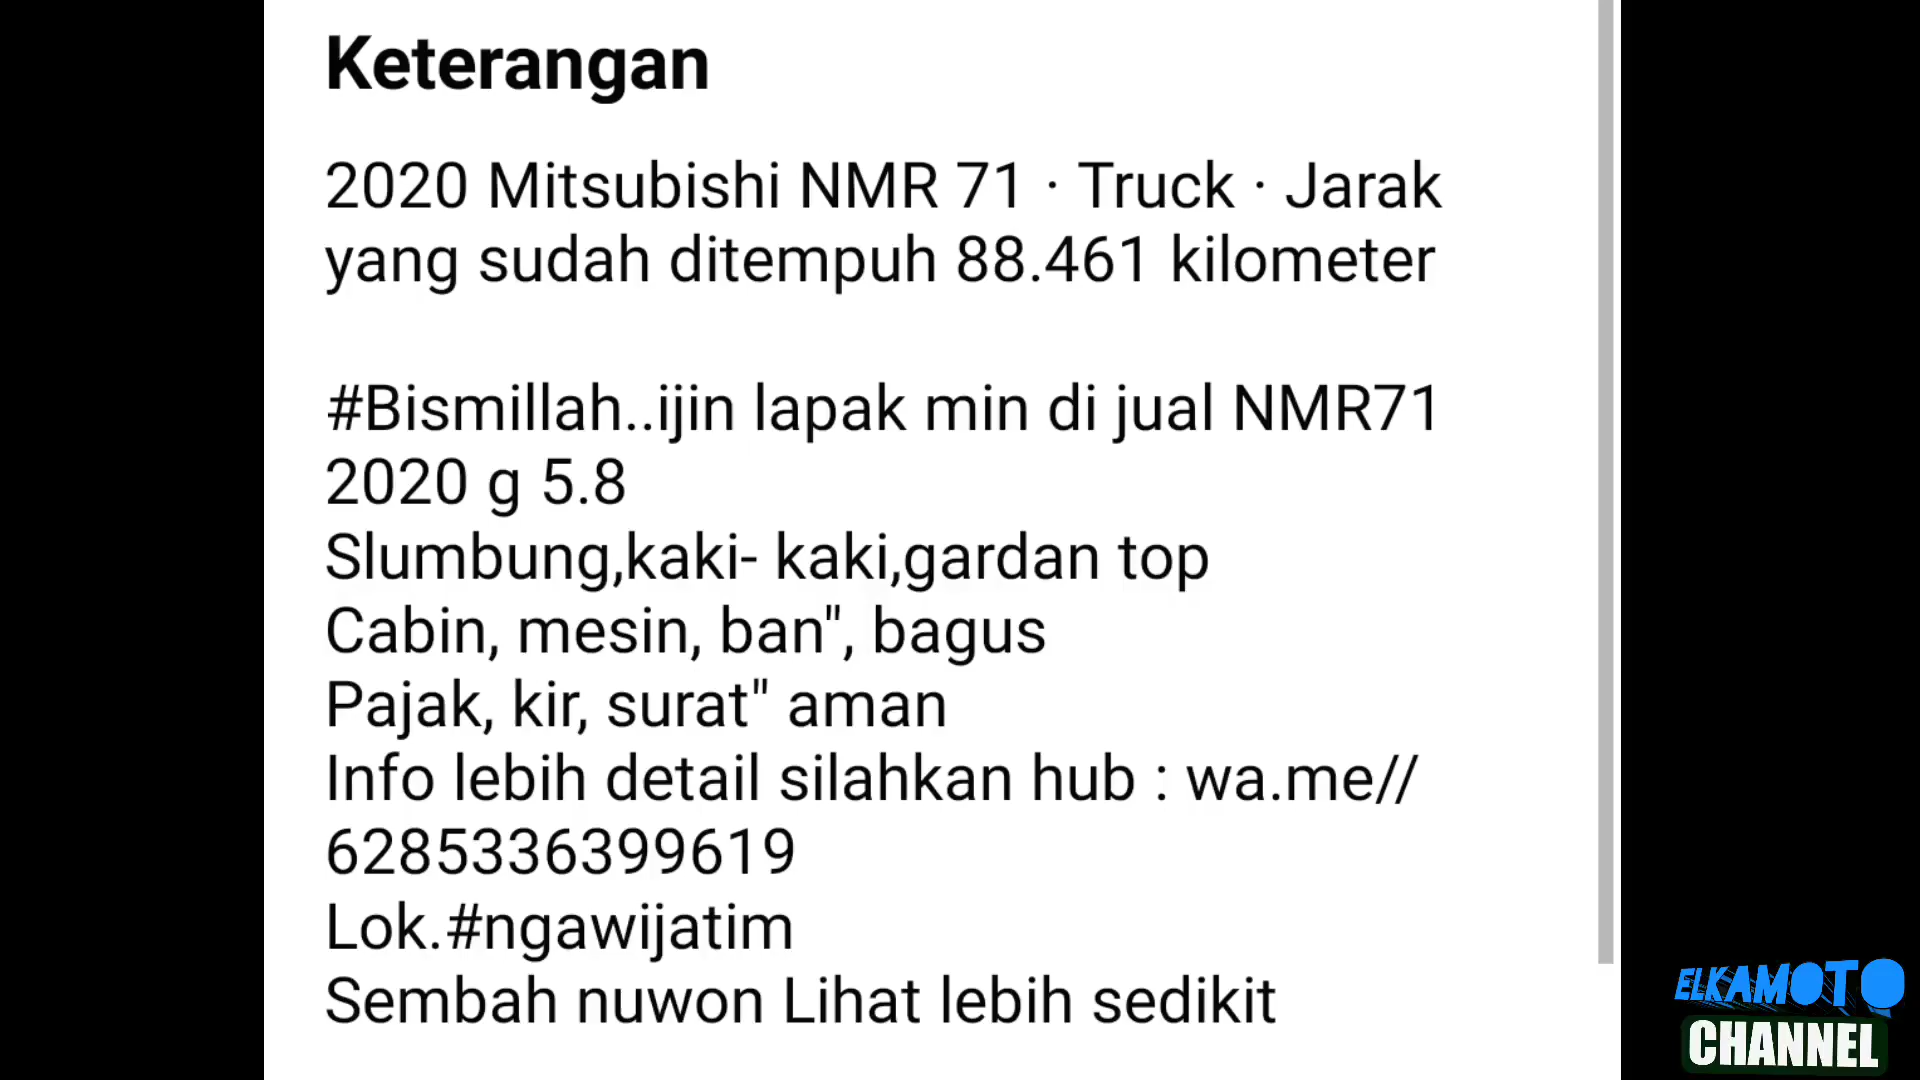 Keterangan
2020 Mitsubishi NMR 71 · Truck · Jarak
yang sudah ditempuh 88.461 kilometer
#Bismillah..ijin lapak min di jual NMR71
2020 g 5.8
Slumbung,kaki- kaki,gardan top
Cabin, mesin, ban", bagus
Pajak, kir, surat" aman
Info lebih detail silahkan hub : wa.me//
6285336399619
Lok.#ngawijatim
Sembah nuwon Lihat lebih sedikit
ELKAMOTO
CHANNEL